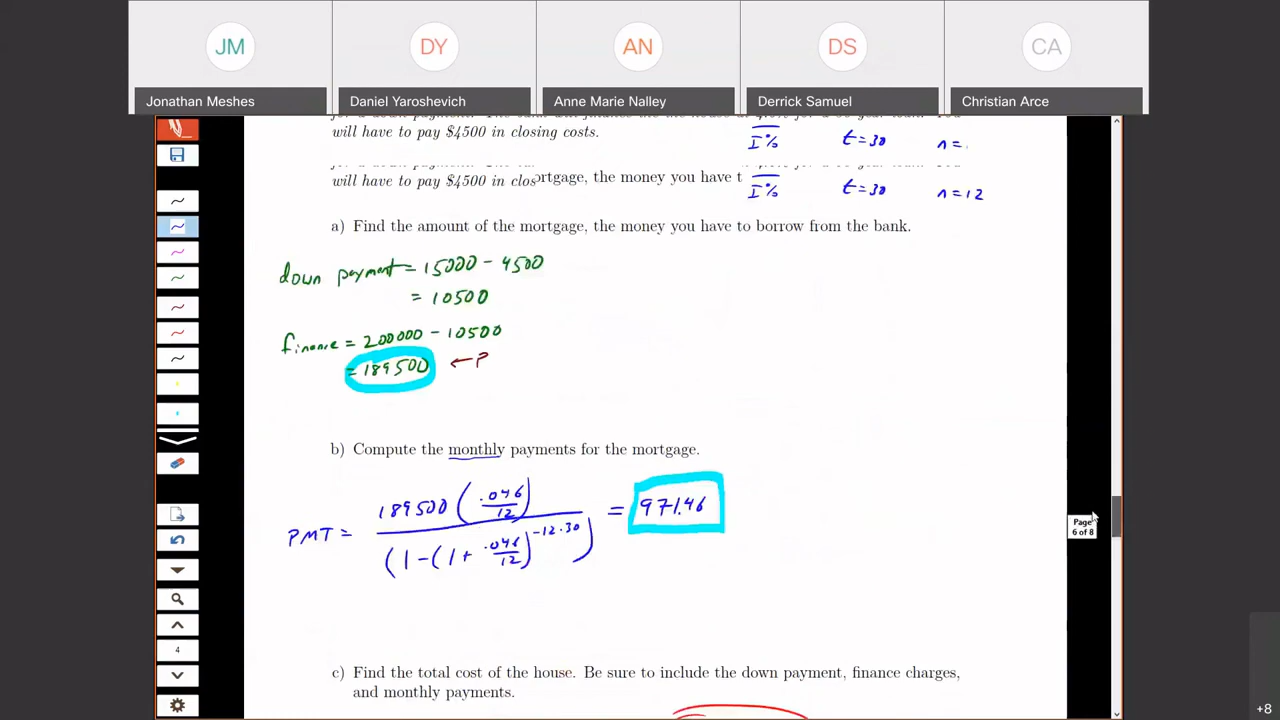 JM DY AN DS CA
Jonathan Meshes Daniel Yaroshevich Anne Marie Nalley Derrick Samuel Christian Arce
will have to pay $4500 in closing costs.
I% t=30 n=
ortgage, the money you have t
will have to pay $4500 in clos
I% t=30 n=12
a) Find the amount of the mortgage, the money you have to borrow from the bank.
down payment = 15000 - 4500
= 10500
finance = 200000 - 10500
= 189500 ← P
b) Compute the monthly payments for the mortgage.
PMT = 189500 (.046/12) / (1-(1+ .046/12)^-12·30) = 971.46
Page
6 of 8
4
c) Find the total cost of the house. Be sure to include the down payment, finance charges,
and monthly payments.
+8